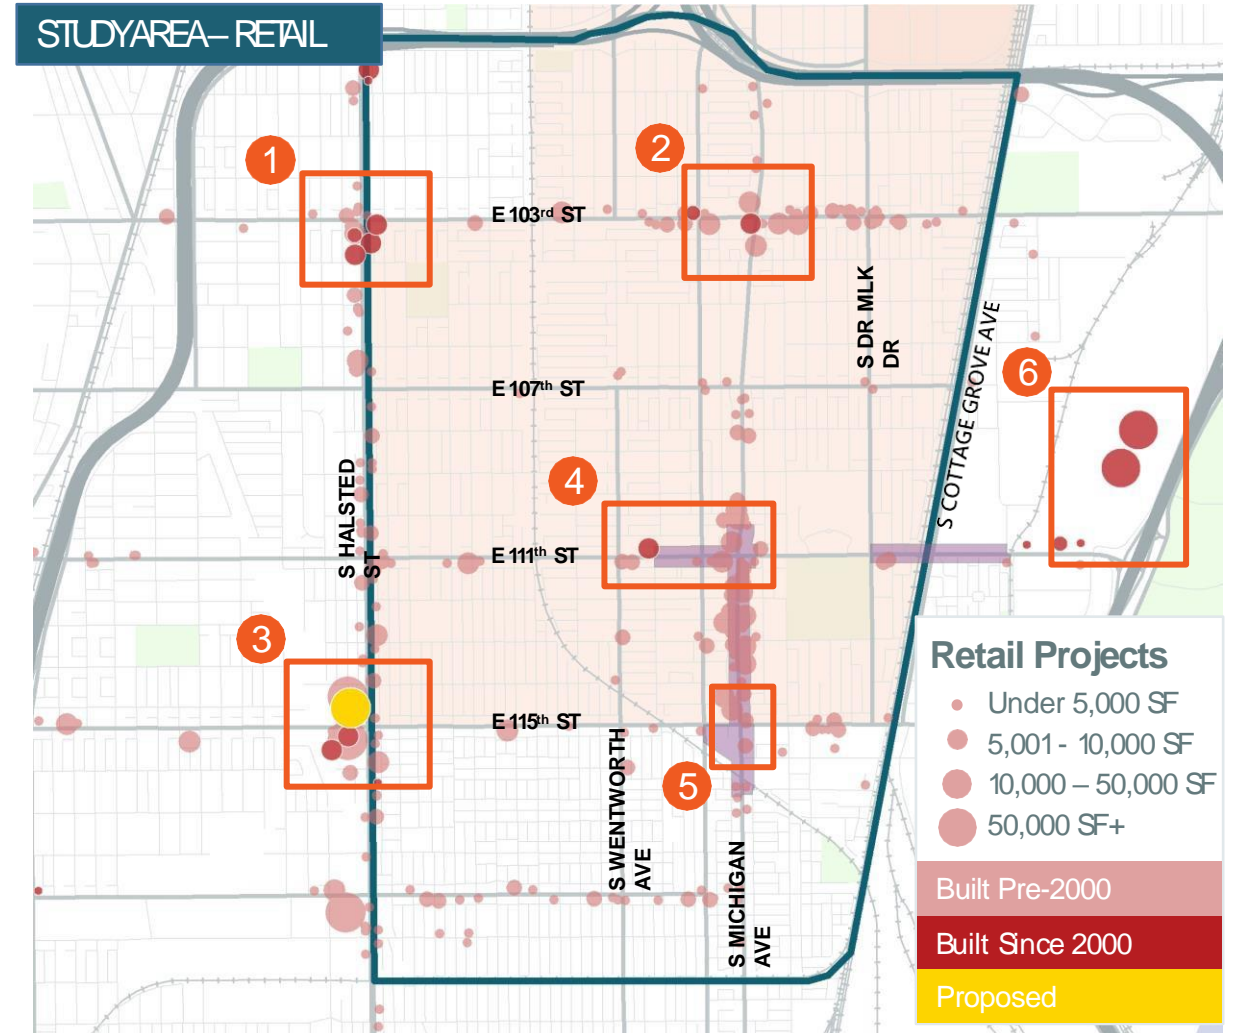 STUDY AREA – RETAIL
1
2
E 103rd ST
S DR MLK
DR
S COTTAGE GROVE AVE
6
E 107th ST
S HALSTED
ST
4
E 111th ST
3
E 115th ST
S WENTWORTH
AVE
5
S MICHIGAN
AVE
Retail Projects
Under 5,000 SF
5,001 - 10,000 SF
10,000 – 50,000 SF
50,000 SF+
Built Pre-2000
Built Since 2000
Proposed